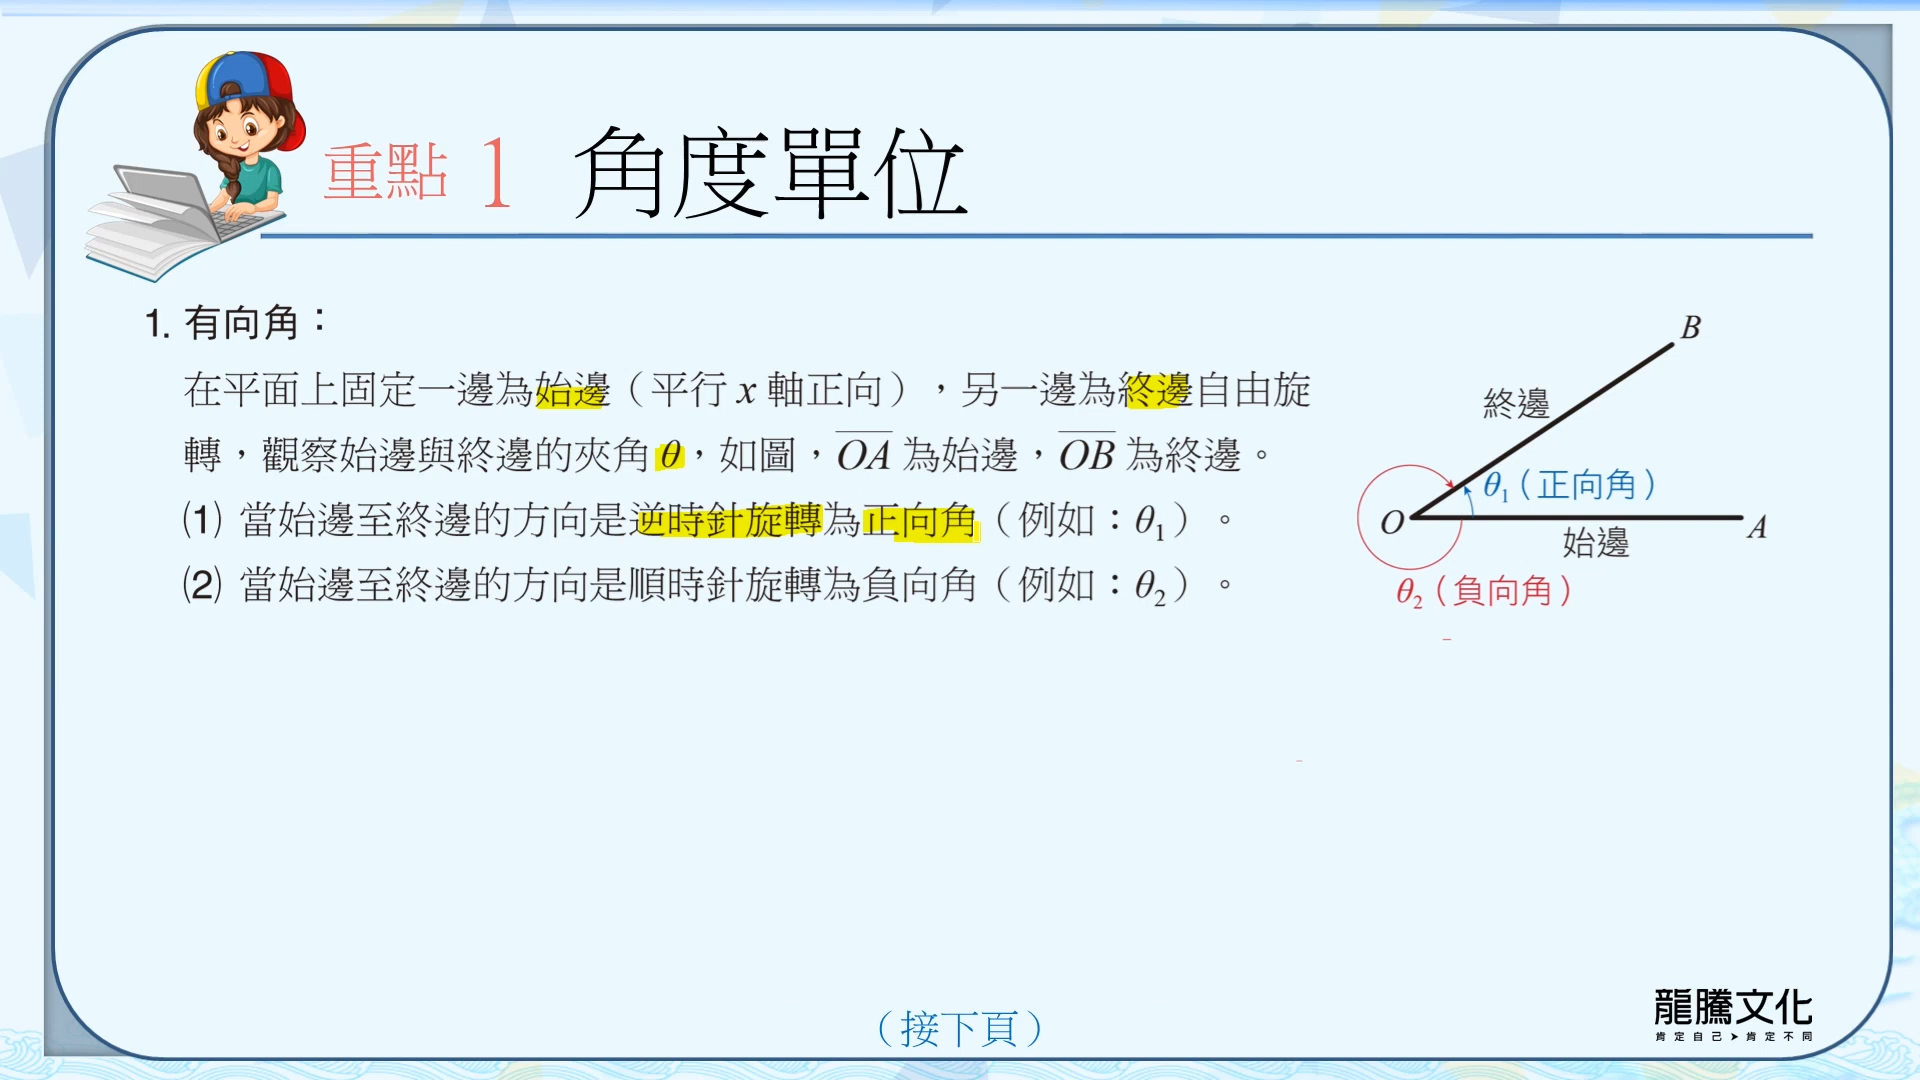 重點 1 角度單位
1. 有向角：
在平面上固定一邊為始邊（平行 x 軸正向），另一邊為終邊自由旋
轉，觀察始邊與終邊的夾角 θ，如圖，OA 為始邊，OB 為終邊。
(1) 當始邊至終邊的方向是逆時針旋轉為正向角（例如：θ1）。
(2) 當始邊至終邊的方向是順時針旋轉為負向角（例如：θ2）。
B
終邊
θ1（正向角）
O
A
始邊
θ2（負向角）
（接下頁）
龍騰文化
肯定自己➤肯定不同